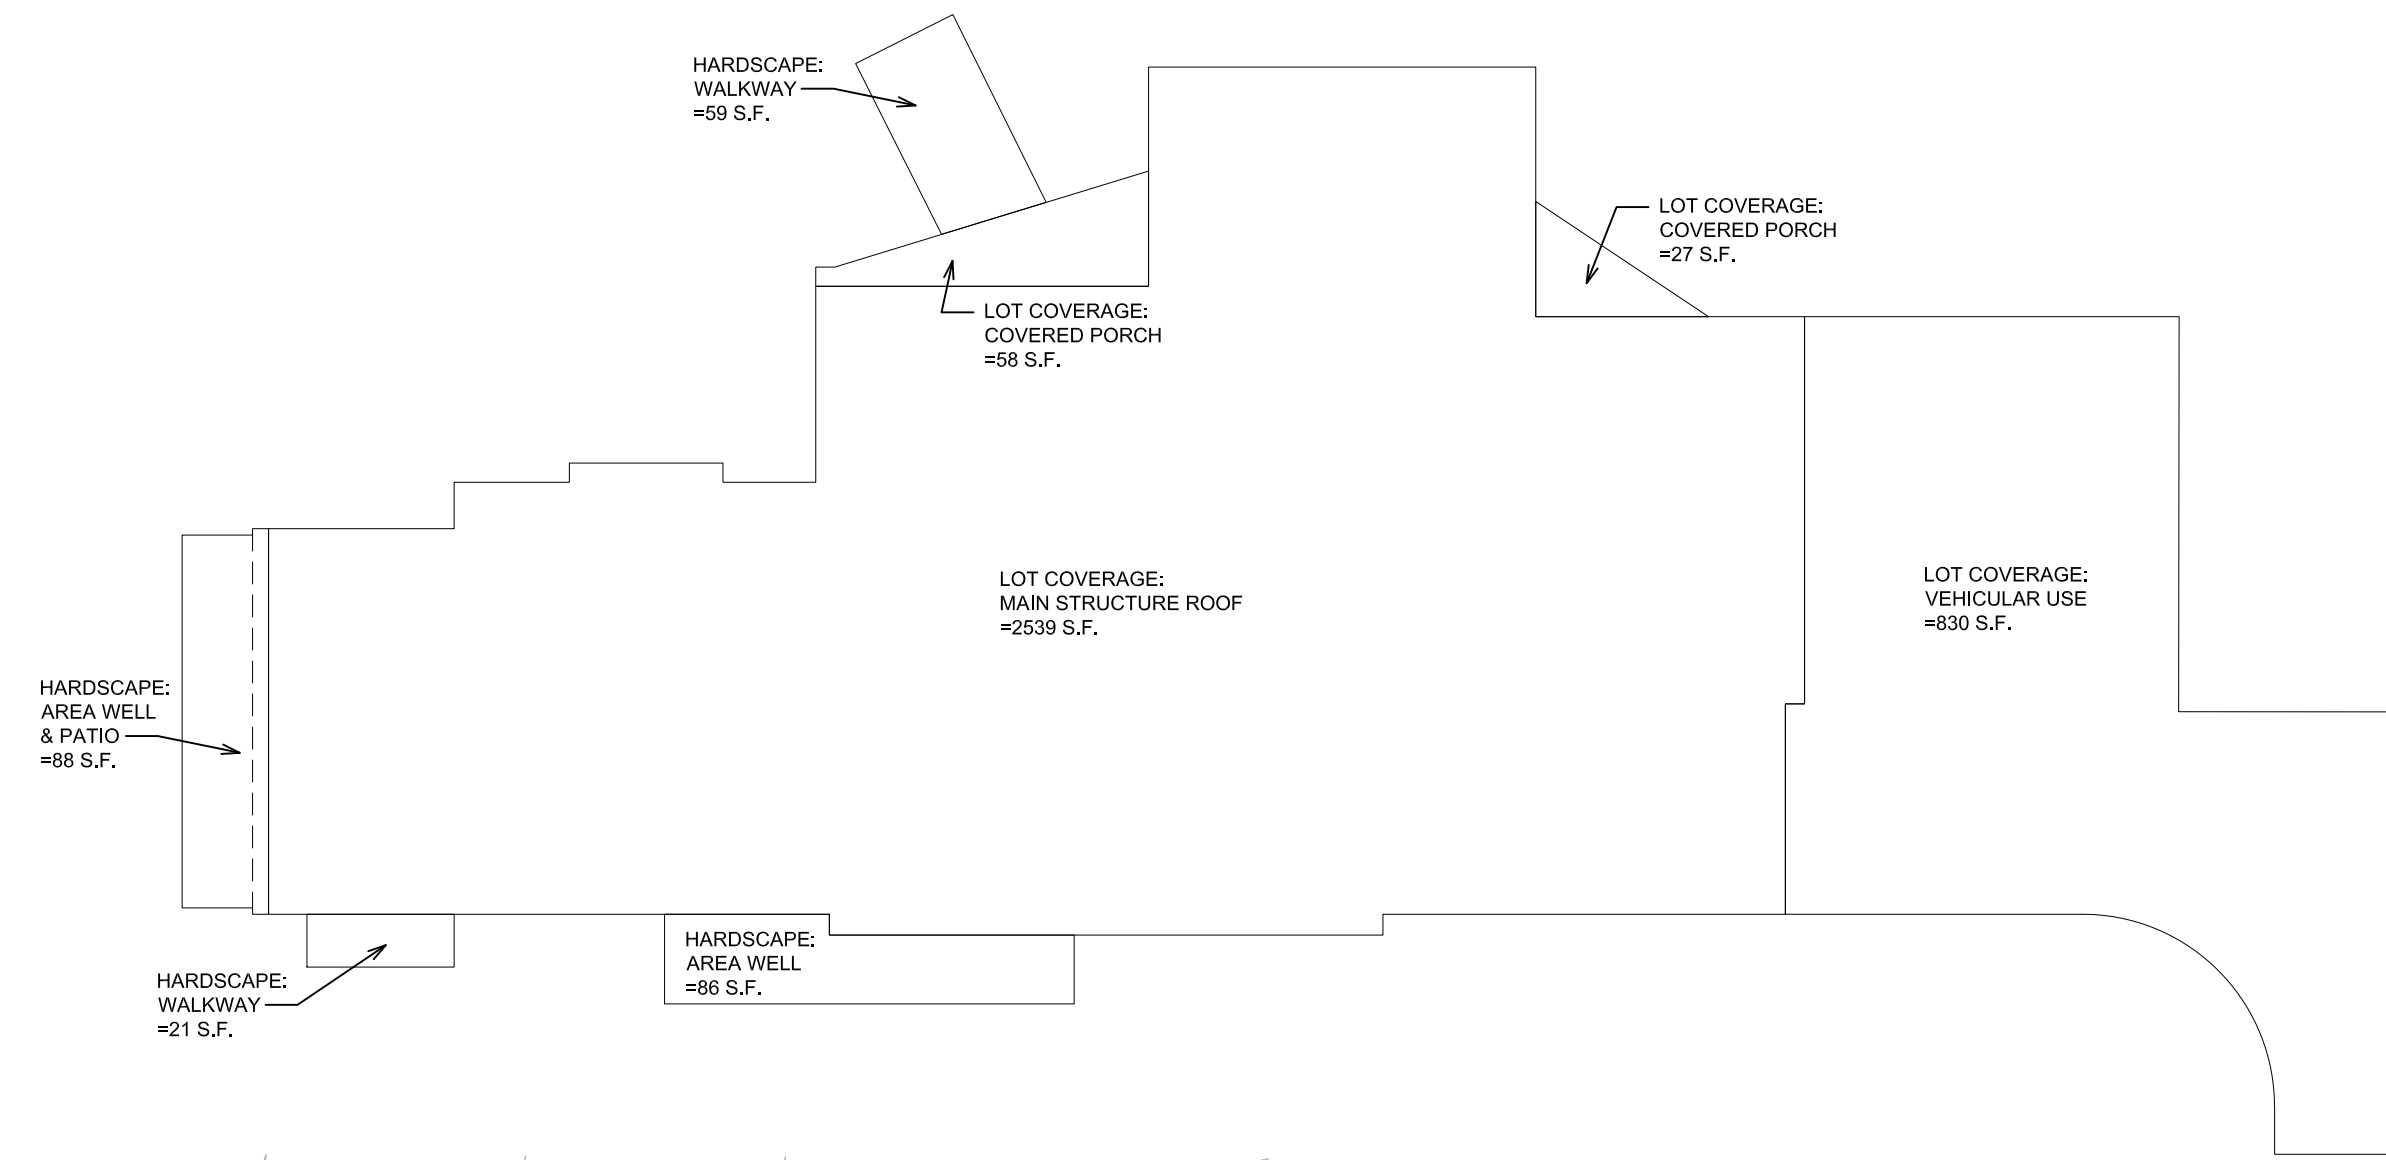 HARDSCAPE:
WALKWAY
=59 S.F.
LOT COVERAGE:
COVERED PORCH
=27 S.F.
LOT COVERAGE:
COVERED PORCH
=58 S.F.
LOT COVERAGE:
MAIN STRUCTURE ROOF
=2539 S.F.
LOT COVERAGE:
VEHICULAR USE
=830 S.F.
HARDSCAPE:
AREA WELL
& PATIO
=88 S.F.
HARDSCAPE:
AREA WELL
=86 S.F.
HARDSCAPE:
WALKWAY
=21 S.F.